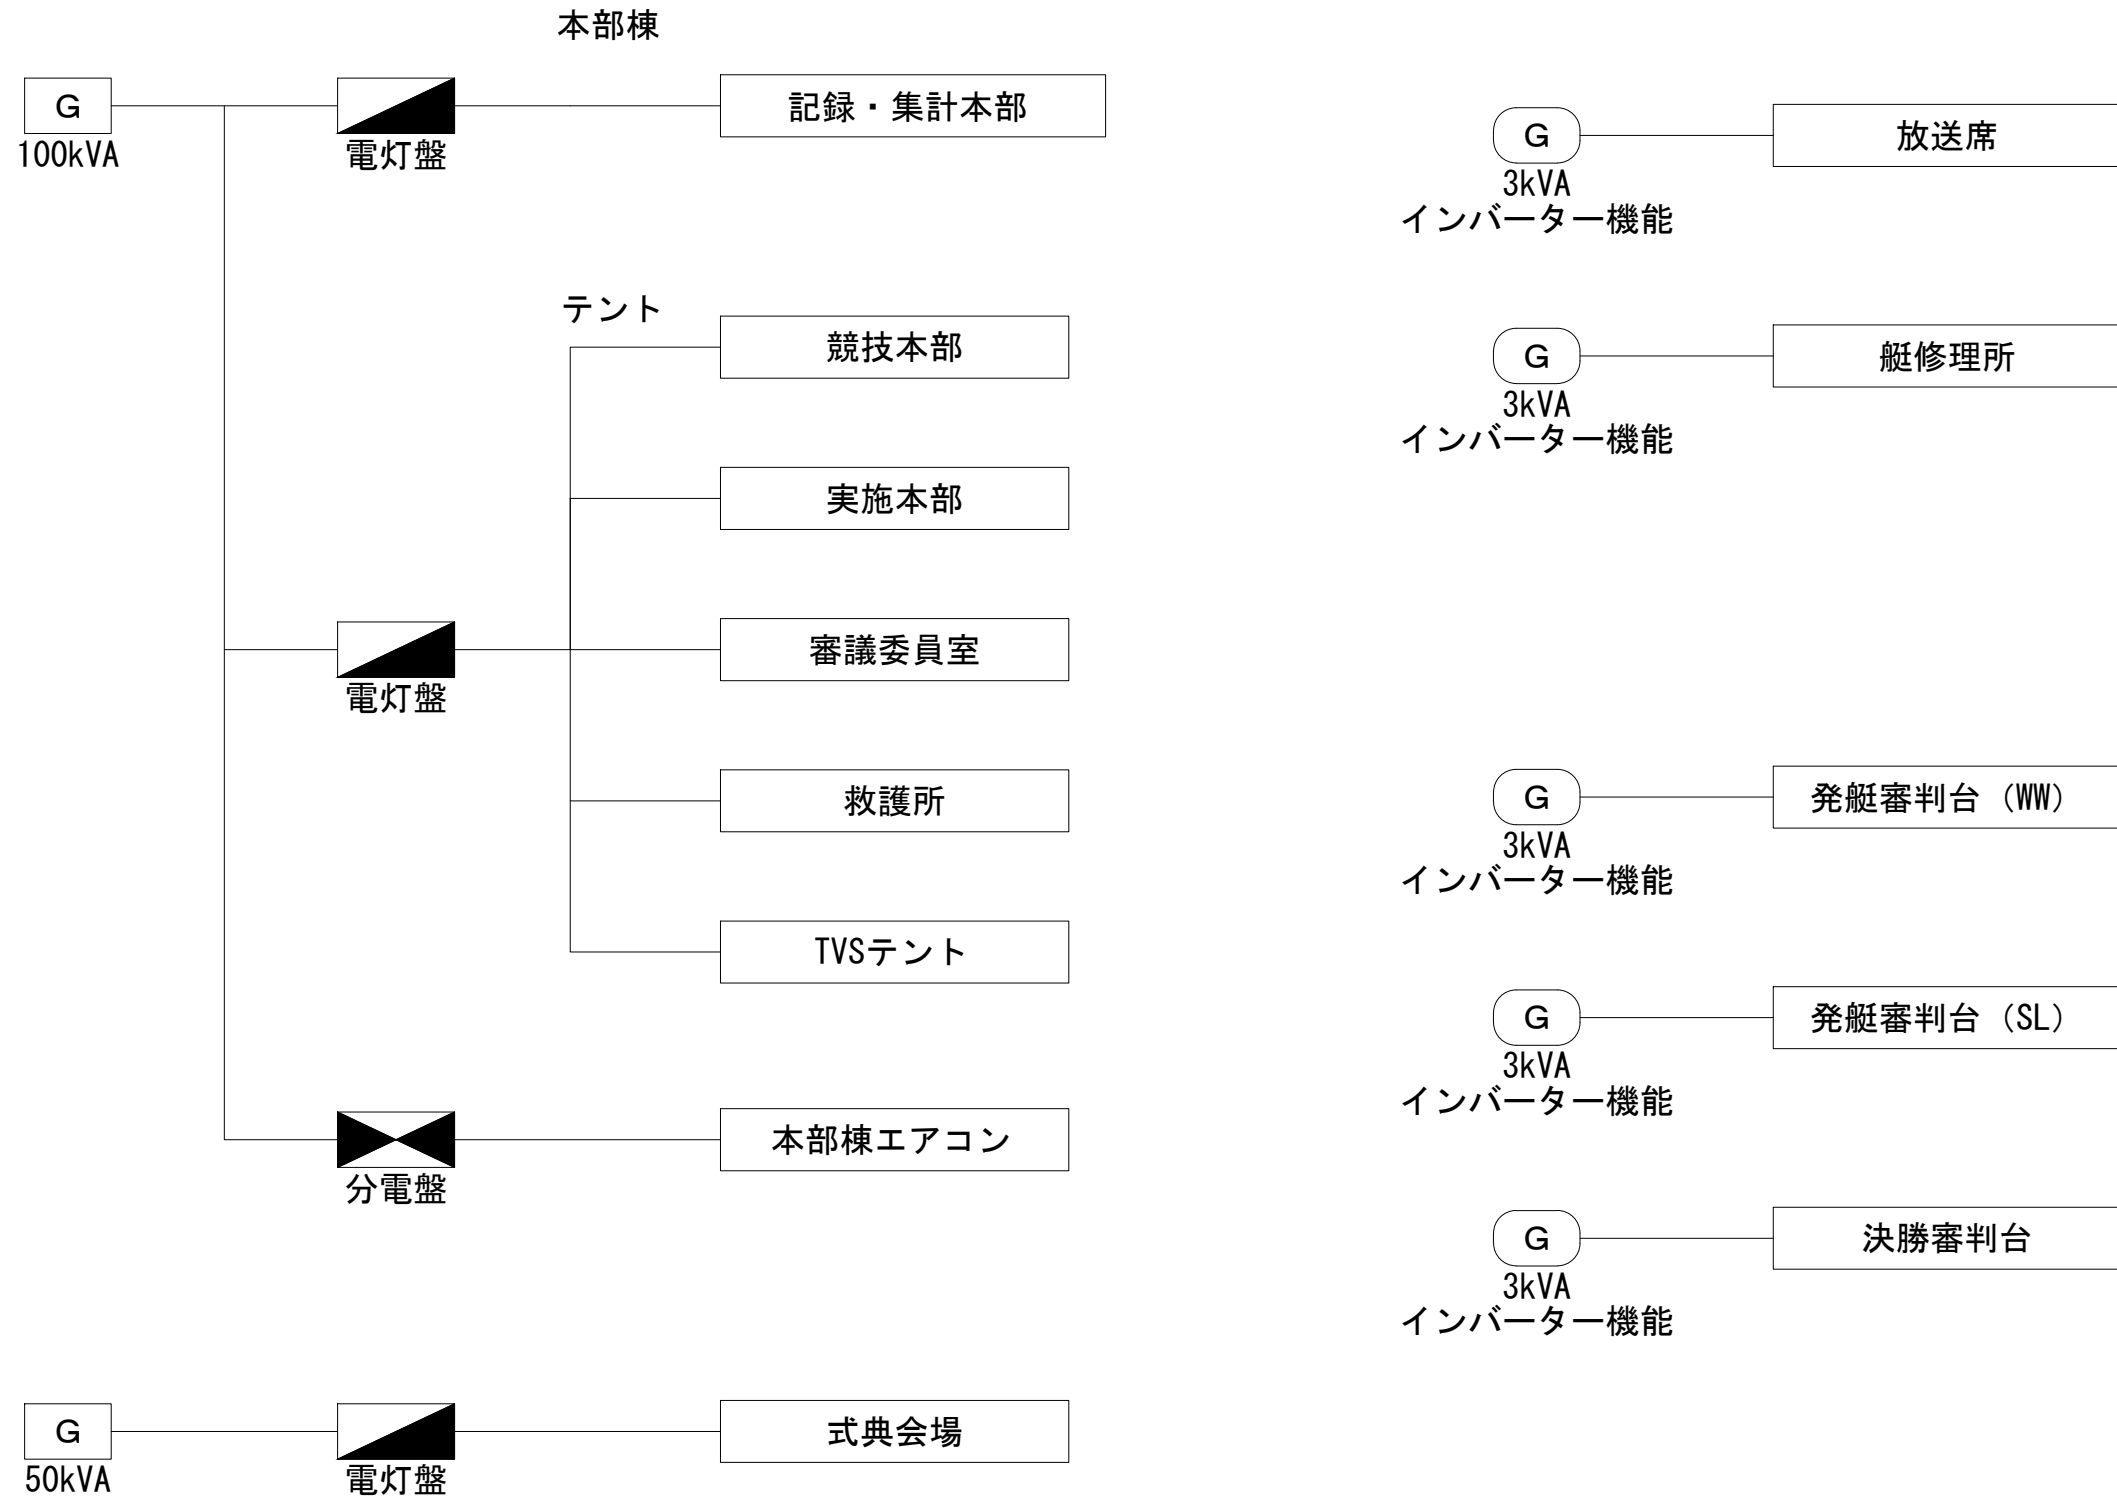 本部棟
G
100kVA
電灯盤
記録・集計本部
テント
競技本部
実施本部
審議委員室
救護所
TVSテント
電灯盤
本部棟エアコン
分電盤
G
50kVA
電灯盤
式典会場
G
3kVA
インバーター機能
放送席
G
3kVA
インバーター機能
艇修理所
G
3kVA
インバーター機能
発艇審判台（WW）
G
3kVA
インバーター機能
発艇審判台（SL）
G
3kVA
インバーター機能
決勝審判台